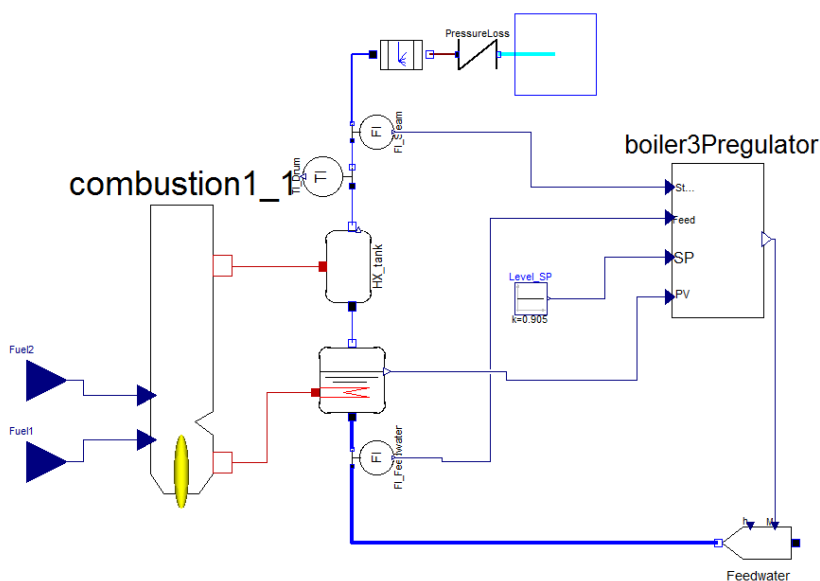 PressureLoss
FI
FI_Steam
boiler3Pregulator
TI
TI_Drum
combustion1_1
St...
Feed
SP
PV
HX_tank
Level_SP
k=0.905
Fuel2
Fuel1
FI
FI_Feedwater
h
M
Feedwater